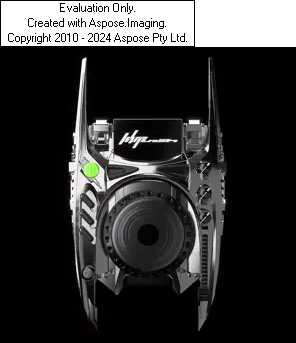 Evaluation Only.
Created with Aspose.Imaging.
Copyright 2010 - 2024 Aspose Pty Ltd.